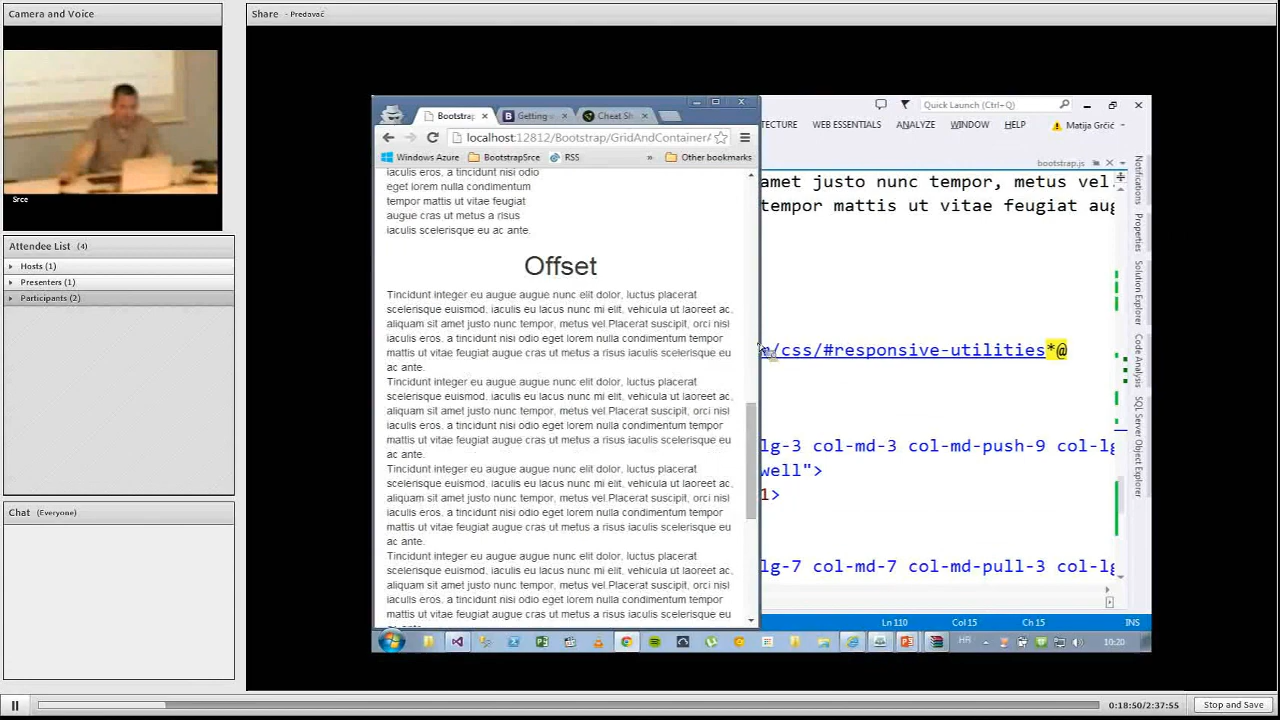 Camera and Voice
Srce
Attendee List (4)
Hosts (1)
Presenters (1)
Participants (2)
Chat (Everyone)
Share - Predavač
Bootstrap
Getting
Cheat Sh
localhost:12812/Bootstrap/GridAndContainer
Windows Azure
BootstrapSrce
RSS
»
Other bookmarks
iaculis eros, a tincidunt nisi odio
eget lorem nulla condimentum
tempor mattis ut vitae feugiat
augue cras ut metus a risus
iaculis scelerisque eu ac ante.
Offset
Tincidunt integer eu augue augue nunc elit dolor, luctus placerat
scelerisque euismod, iaculis eu lacus nunc mi elit, vehicula ut laoreet ac,
aliquam sit amet justo nunc tempor, metus vel Placerat suscipit, orci nisl
iaculis eros, a tincidunt nisi odio eget lorem nulla condimentum tempor
mattis ut vitae feugiat augue cras ut metus a risus iaculis scelerisque eu
ac ante.
Tincidunt integer eu augue augue nunc elit dolor, luctus placerat
scelerisque euismod, iaculis eu lacus nunc mi elit, vehicula ut laoreet ac,
aliquam sit amet justo nunc tempor, metus vel Placerat suscipit, orci nisl
iaculis eros, a tincidunt nisi odio eget lorem nulla condimentum tempor
mattis ut vitae feugiat augue cras ut metus a risus iaculis scelerisque eu
ac ante.
Tincidunt integer eu augue augue nunc elit dolor, luctus placerat
scelerisque euismod, iaculis eu lacus nunc mi elit, vehicula ut laoreet ac,
aliquam sit amet justo nunc tempor, metus vel Placerat suscipit, orci nisl
iaculis eros, a tincidunt nisi odio eget lorem nulla condimentum tempor
mattis ut vitae feugiat augue cras ut metus a risus iaculis scelerisque eu
ac ante.
Tincidunt integer eu augue augue nunc elit dolor, luctus placerat
scelerisque euismod, iaculis eu lacus nunc mi elit, vehicula ut laoreet ac,
aliquam sit amet justo nunc tempor, metus vel Placerat suscipit, orci nisl
iaculis eros, a tincidunt nisi odio eget lorem nulla condimentum tempor
mattis ut vitae feugiat augue cras ut metus a risus iaculis scelerisque eu
ac ante.
Quick Launch (Ctrl+Q)
TECTURE
WEB ESSENTIALS
ANALYZE
WINDOW
HELP
Matija Grčić
bootstrap.js
amet justo nunc tempor, metus vel
tempor mattis ut vitae feugiat aug
/css/#responsive-utilities*@
lg-3 col-md-3 col-md-push-9 col-lg
well">
1>
lg-7 col-md-7 col-md-pull-3 col-lg
Notifications
Properties
Solution Explorer
Code Analysis
SQL Server Object Explorer
Ln 110
Col 15
Ch 15
INS
HR
10:20
0:18:50 / 2:37:55
Stop and Save